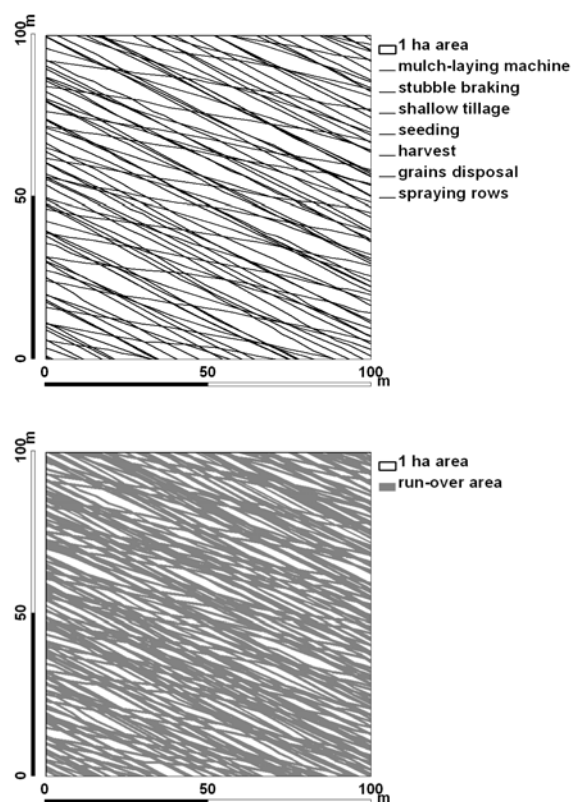 100
m
50
0
0
50
100
m
1 ha area
mulch-laying machine
stubble braking
shallow tillage
seeding
harvest
grains disposal
spraying rows
100
m
50
0
0
50
100
m
1 ha area
run-over area